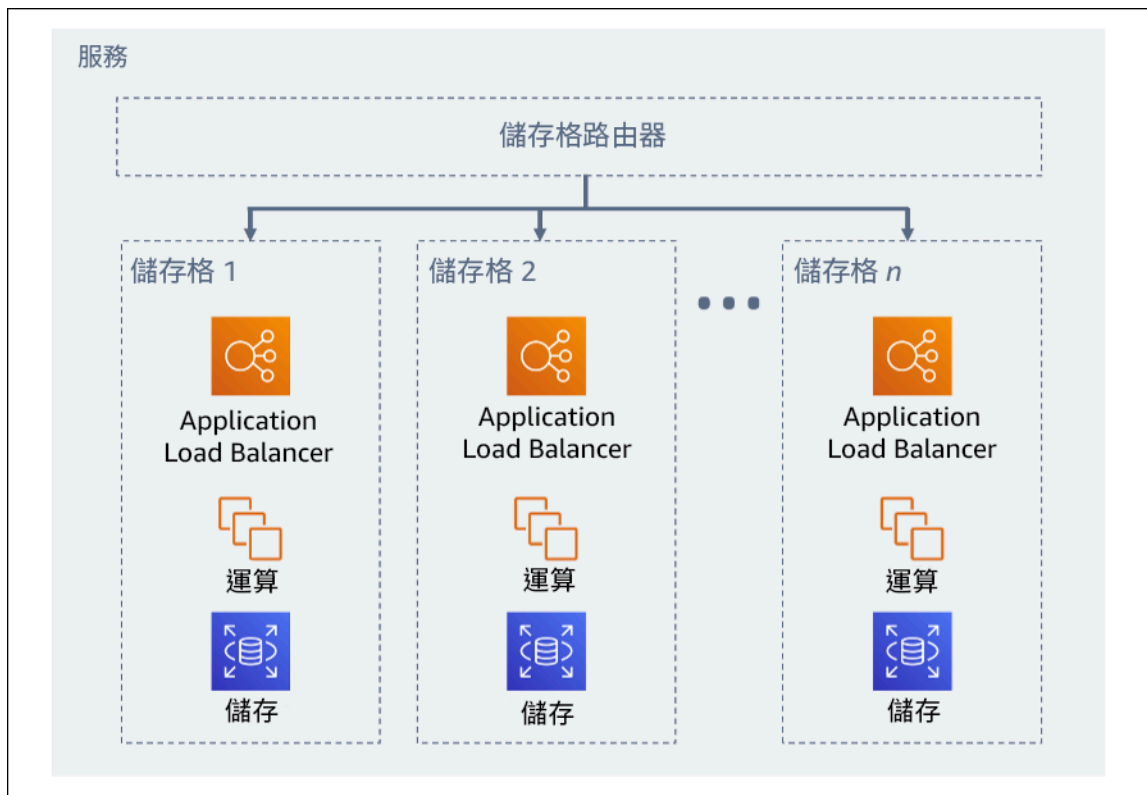 服務
儲存格路由器
儲存格 1
儲存格 2
儲存格 n
Application
Load Balancer
Application
Load Balancer
Application
Load Balancer
運算
運算
運算
儲存
儲存
儲存